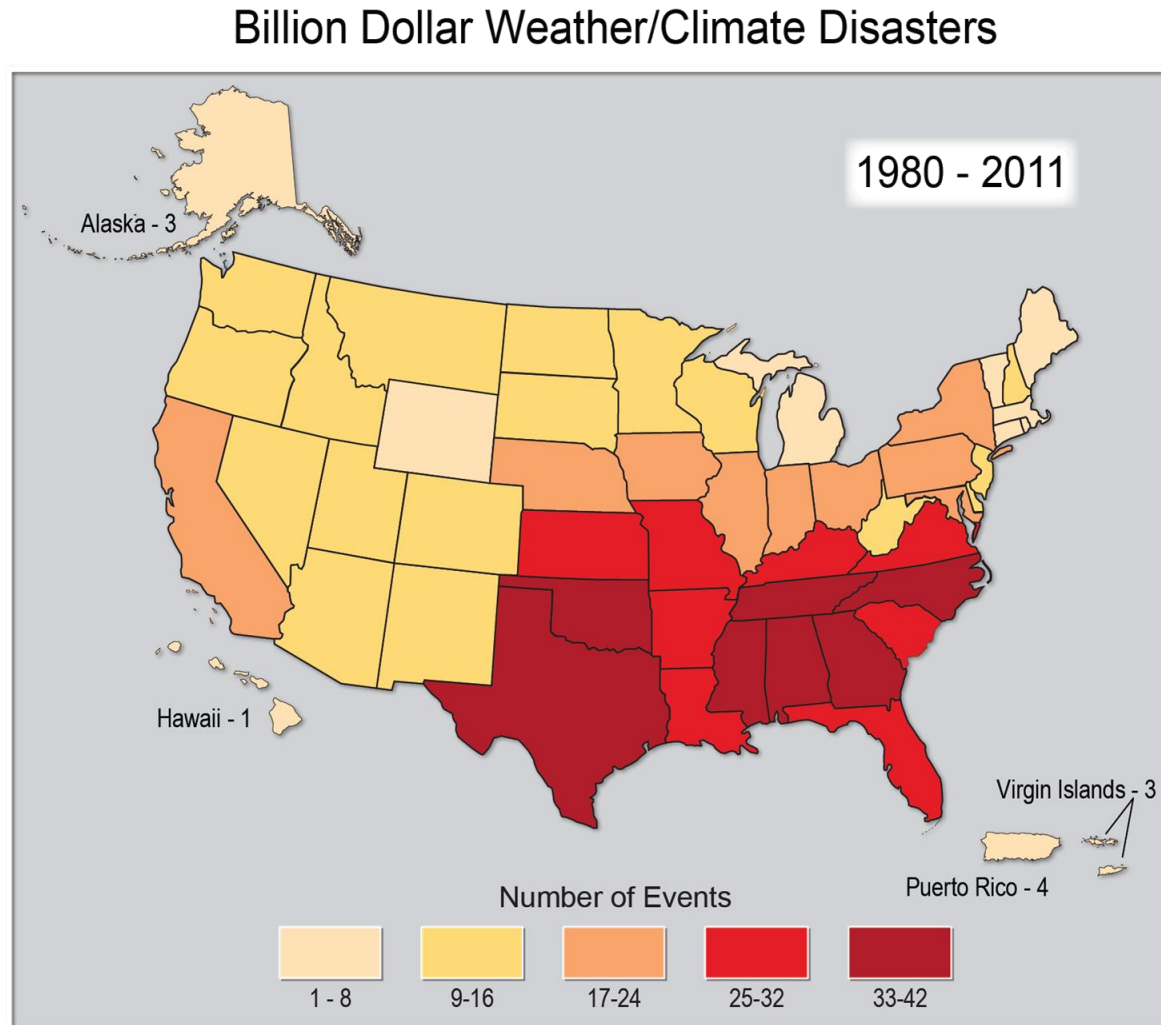 Billion Dollar Weather/Climate Disasters
1980 - 2011
Alaska - 3
Hawaii - 1
Virgin Islands - 3
Puerto Rico - 4
Number of Events
1 - 8
9-16
17-24
25-32
33-42